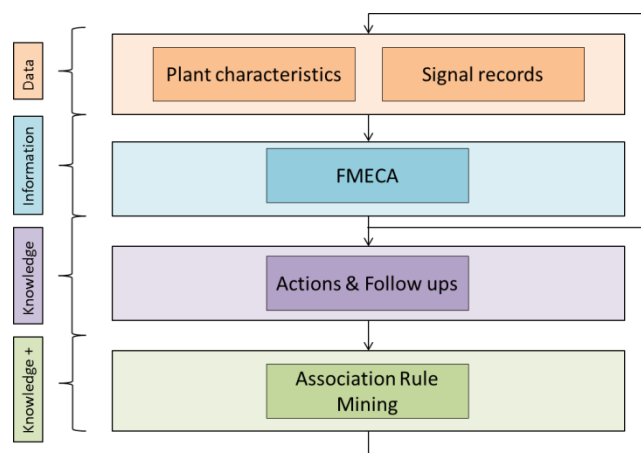 Data
Plant characteristics
Signal records
Information
FMECA
Knowledge
Actions & Follow ups
Knowledge +
Association Rule
Mining